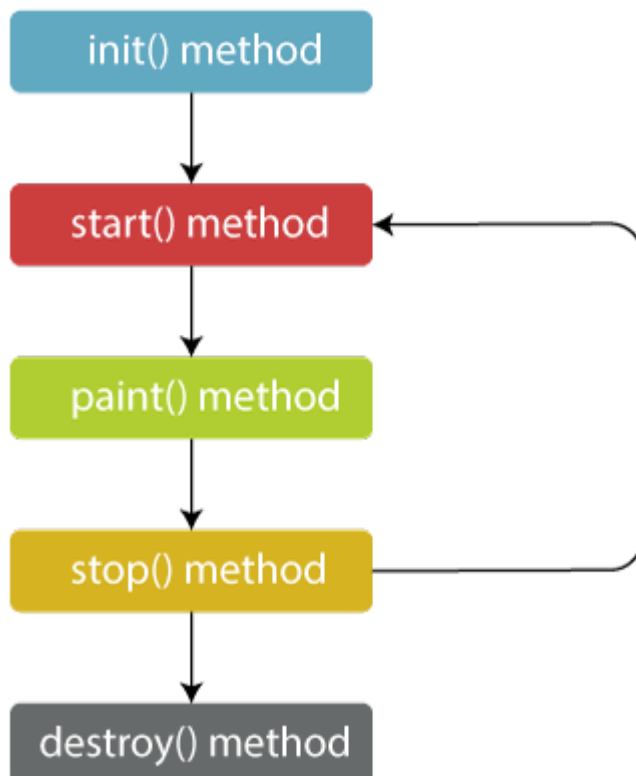 init() method
start() method
paint() method
stop() method
destroy() method